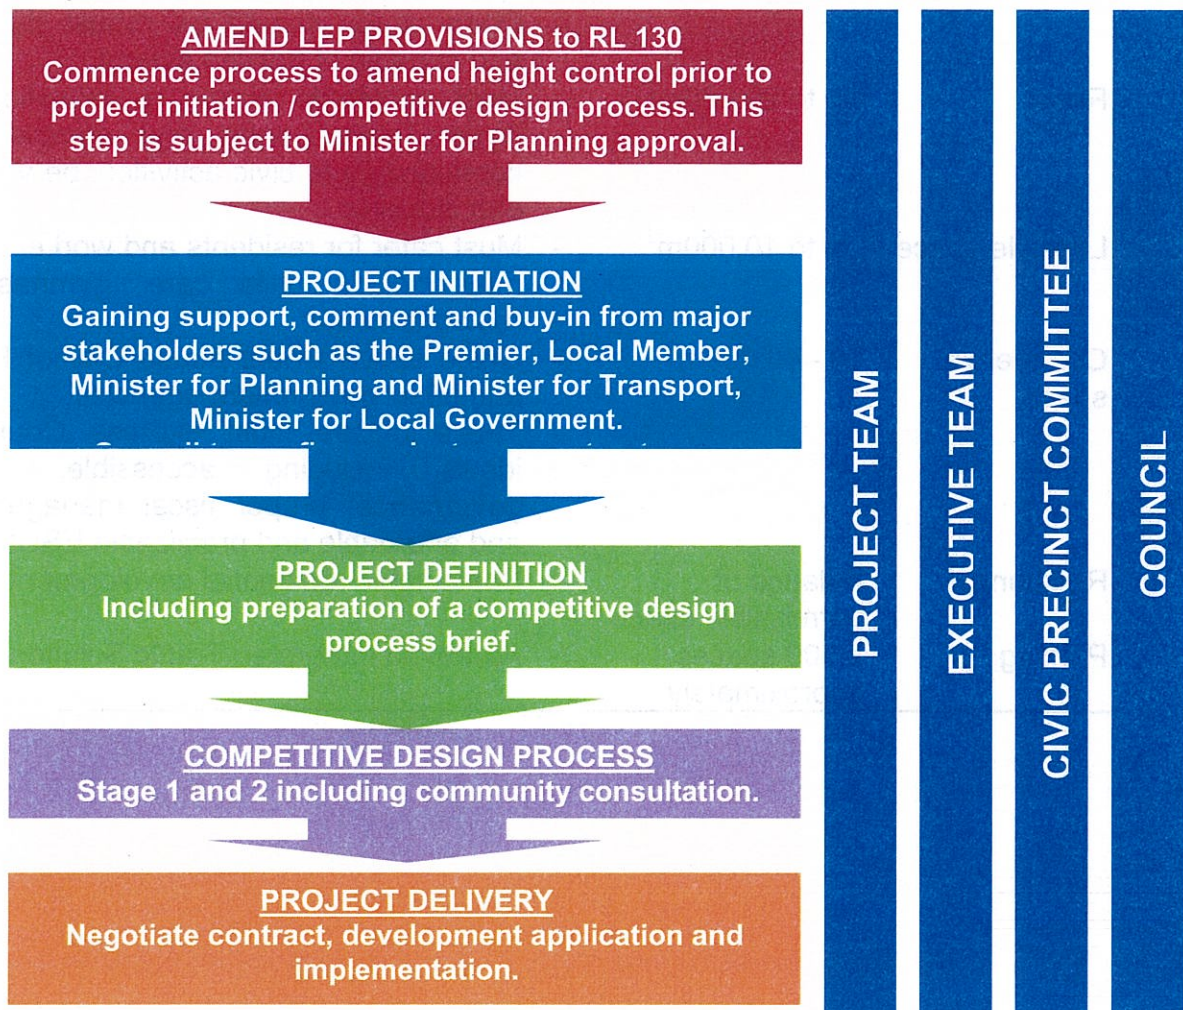 AMEND LEP PROVISIONS to RL 130
Commence process to amend height control prior to
project initiation / competitive design process. This
step is subject to Minister for Planning approval.
PROJECT INITIATION
Gaining support, comment and buy-in from major
stakeholders such as the Premier, Local Member,
Minister for Planning and Minister for Transport,
Minister for Local Government.
PROJECT DEFINITION
Including preparation of a competitive design
process brief.
COMPETITIVE DESIGN PROCESS
Stage 1 and 2 including community consultation.
PROJECT DELIVERY
Negotiate contract, development application and
implementation.
PROJECT TEAM
EXECUTIVE TEAM
CIVIC PRECINCT COMMITTEE
COUNCIL